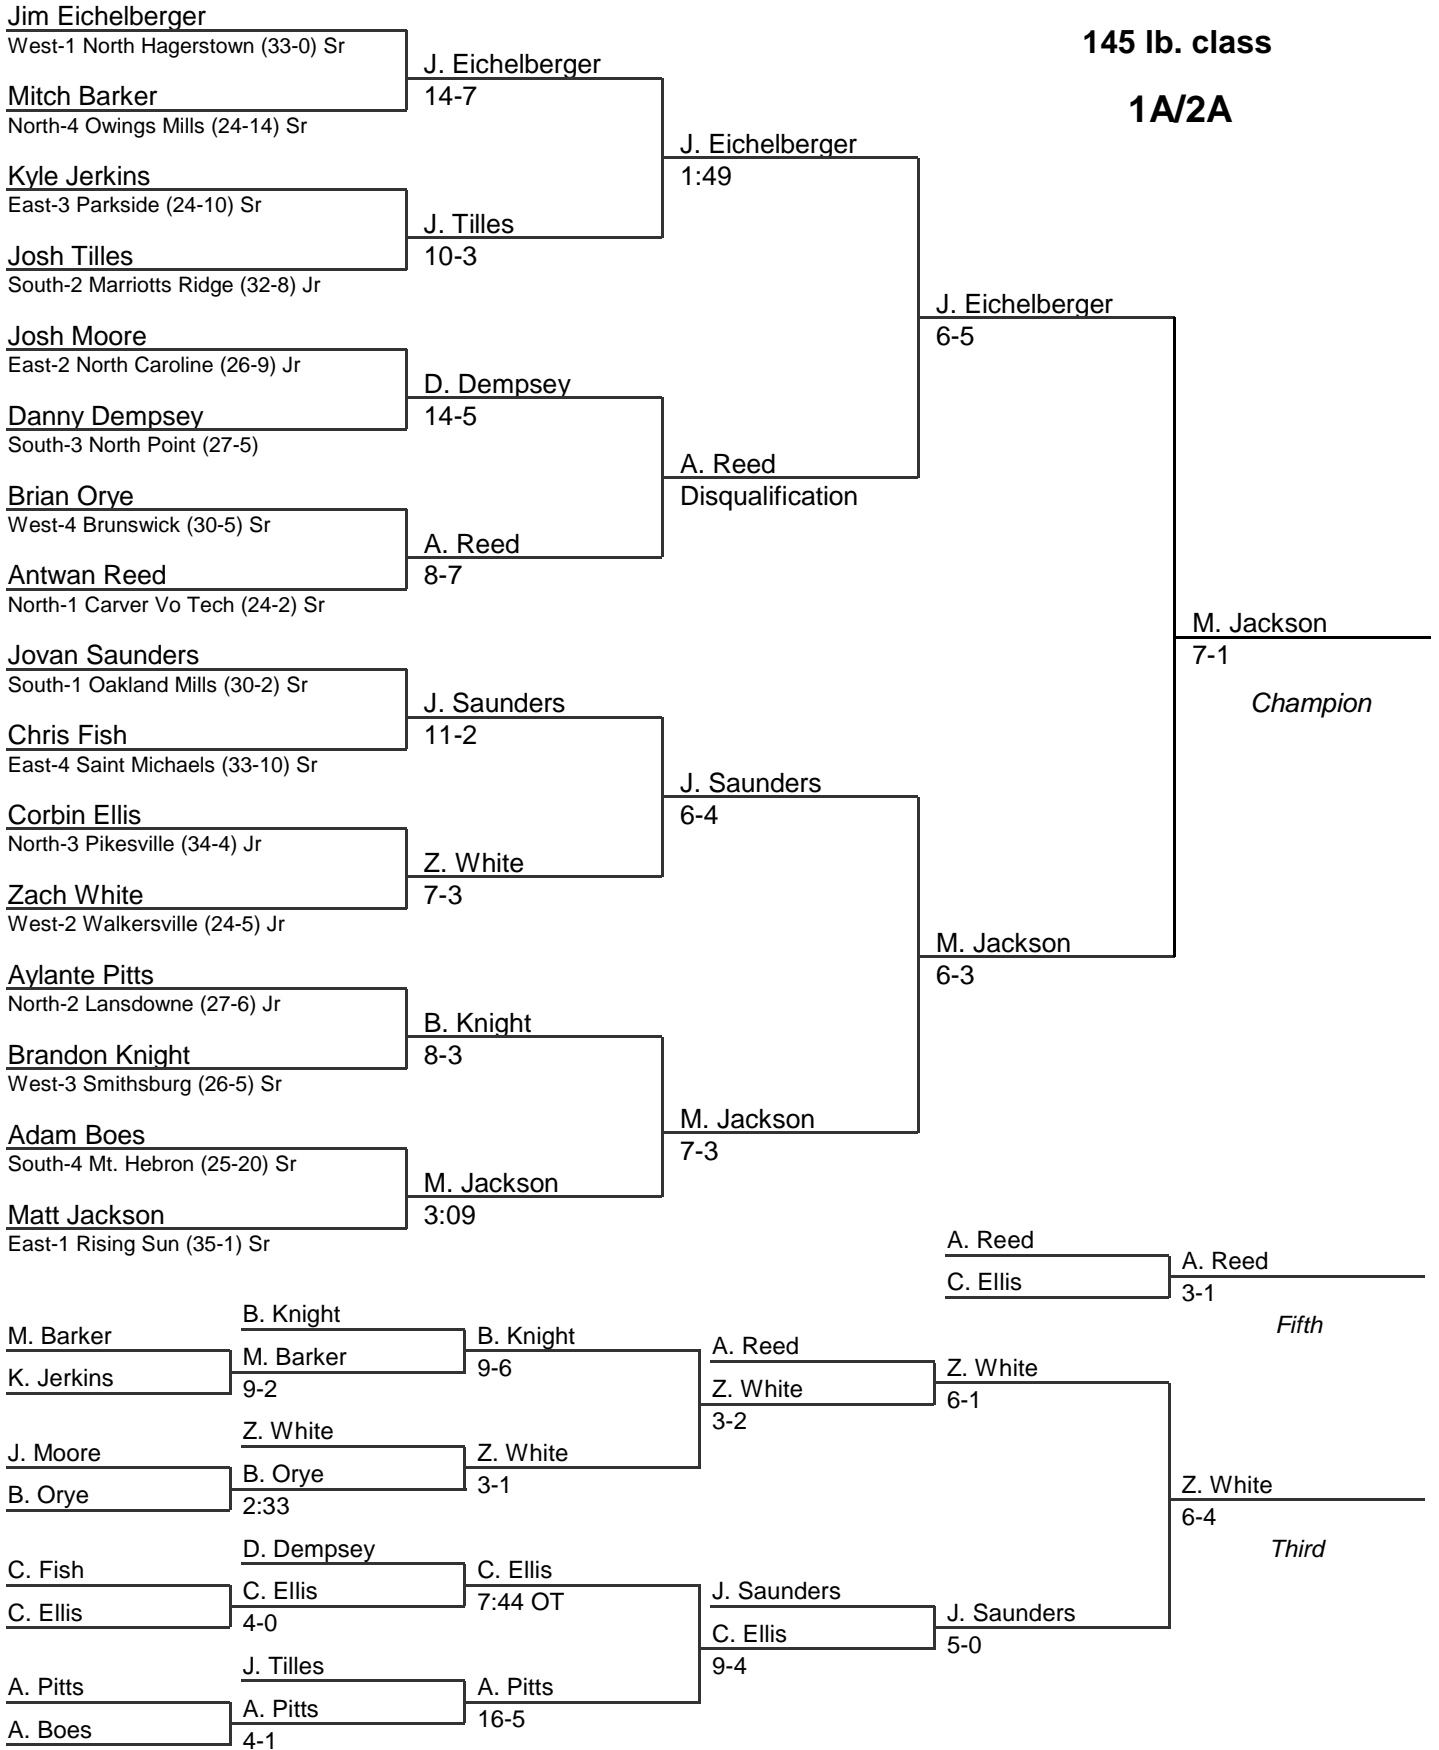 145 lb. class
1A/2A
Jim Eichelberger
West-1 North Hagerstown (33-0) Sr
Mitch Barker
North-4 Owings Mills (24-14) Sr
Kyle Jerkins
East-3 Parkside (24-10) Sr
Josh Tilles
South-2 Marriotts Ridge (32-8) Jr
Josh Moore
East-2 North Caroline (26-9) Jr
Danny Dempsey
South-3 North Point (27-5)
Brian Orye
West-4 Brunswick (30-5) Sr
Antwan Reed
North-1 Carver Vo Tech (24-2) Sr
Jovan Saunders
South-1 Oakland Mills (30-2) Sr
Chris Fish
East-4 Saint Michaels (33-10) Sr
Corbin Ellis
North-3 Pikesville (34-4) Jr
Zach White
West-2 Walkersville (24-5) Jr
Aylante Pitts
North-2 Lansdowne (27-6) Jr
Brandon Knight
West-3 Smithsburg (26-5) Sr
Adam Boes
South-4 Mt. Hebron (25-20) Sr
Matt Jackson
East-1 Rising Sun (35-1) Sr
J. Eichelberger
14-7
J. Tilles
10-3
D. Dempsey
14-5
A. Reed
8-7
J. Saunders
11-2
Z. White
7-3
B. Knight
8-3
M. Jackson
3:09
J. Eichelberger
1:49
A. Reed
Disqualification
J. Saunders
6-4
M. Jackson
7-3
J. Eichelberger
6-5
M. Jackson
6-3
M. Jackson
7-1
Champion
A. Reed
C. Ellis
A. Reed
3-1
Fifth
M. Barker
K. Jerkins
J. Moore
B. Orye
C. Fish
C. Ellis
A. Pitts
A. Boes
B. Knight
M. Barker
9-2
Z. White
B. Orye
2:33
D. Dempsey
C. Ellis
4-0
J. Tilles
A. Pitts
4-1
B. Knight
9-6
Z. White
3-1
C. Ellis
7:44 OT
A. Pitts
16-5
A. Reed
Z. White
3-2
J. Saunders
C. Ellis
9-4
Z. White
6-1
J. Saunders
5-0
Z. White
6-4
Third